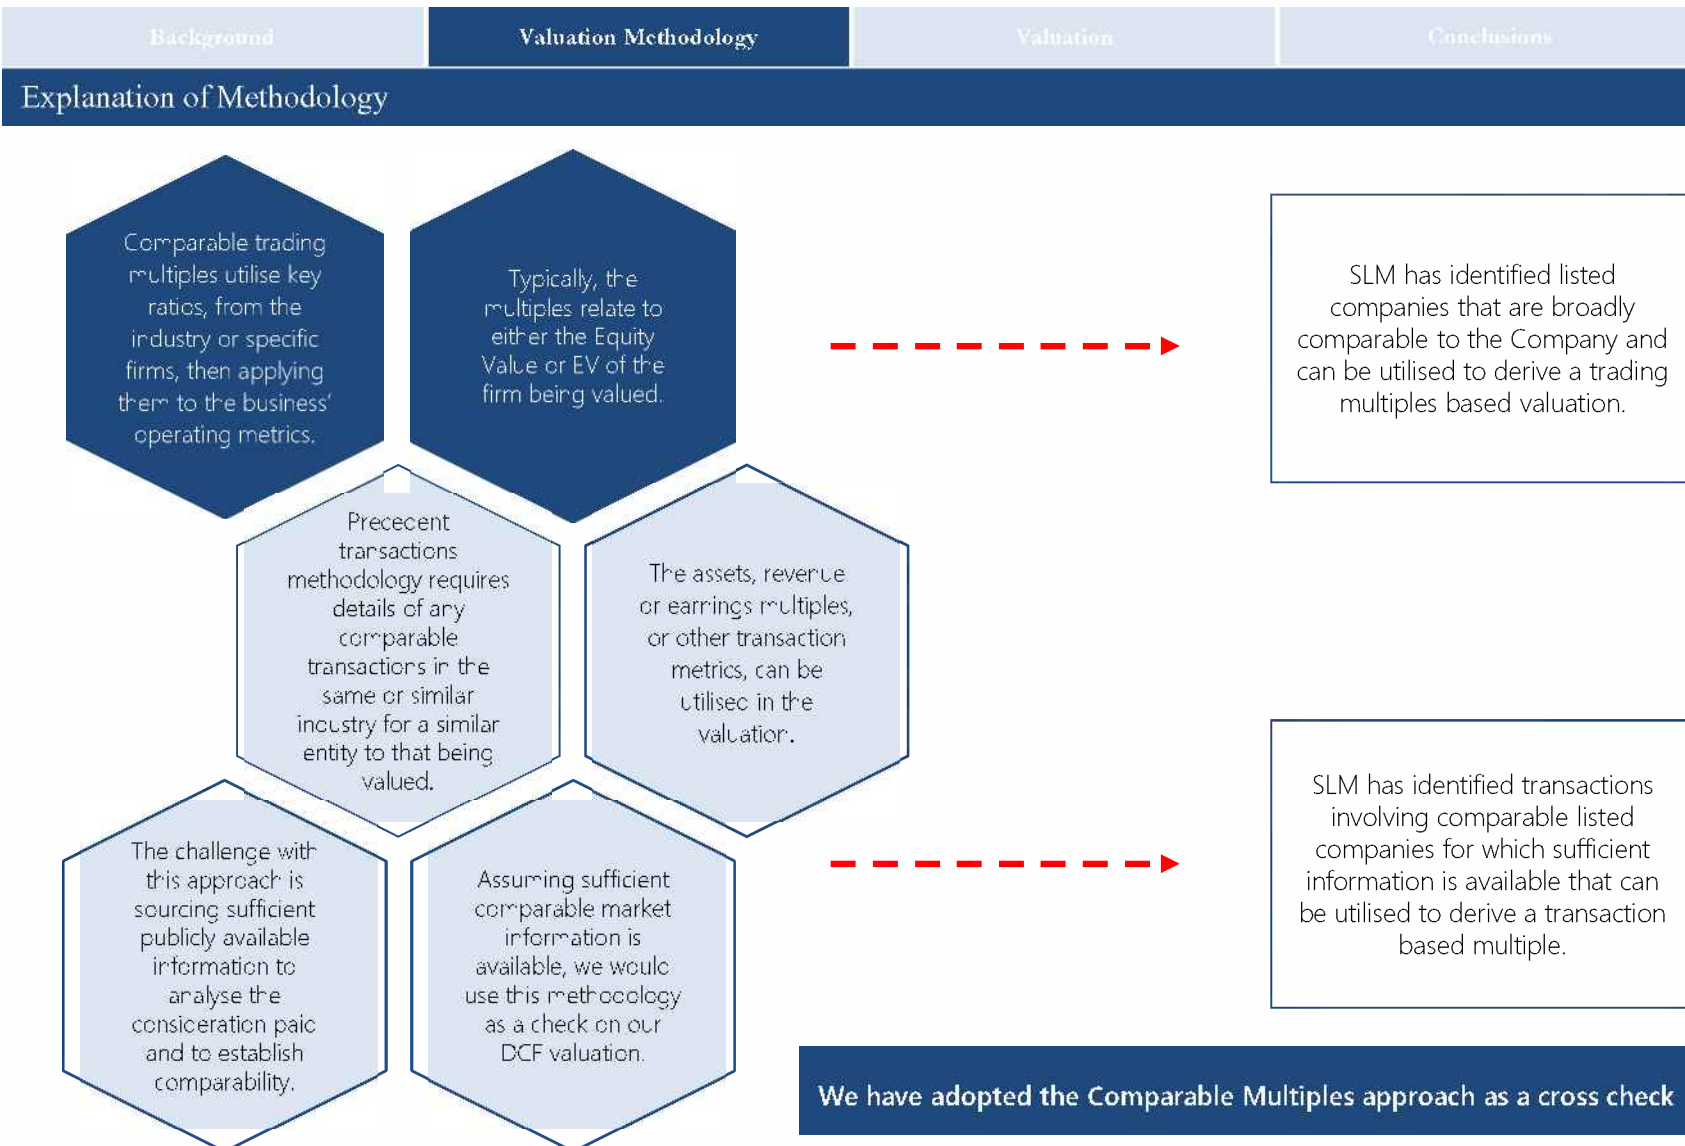 Background
Valuation Methodology
Valuation
Conclusions
Explanation of Methodology
Comparable trading
multiples utilise key
ratios, from the
industry or specific
firms, then applying
them to the business'
operating metrics.
Typically, the
multiples relate to
either the Equity
Value or EV of the
firm being valued.
SLM has identified listed
companies that are broadly
comparable to the Company and
can be utilised to derive a trading
multiples based valuation.
Precedent
transactions
methodology requires
details of any
comparable
transactions in the
same or similar
industry for a similar
entity to that being
valued.
The assets, revenue
or earnings multiples,
or other transaction
metrics, can be
utilised in the
valuation.
The challenge with
this approach is
sourcing sufficient
publicly available
information to
analyse the
consideration paid
and to establish
comparability.
Assuming sufficient
comparable market
information is
available, we would
use this methodology
as a check on our
DCF valuation.
SLM has identified transactions
involving comparable listed
companies for which sufficient
information is available that can
be utilised to derive a transaction
based multiple.
We have adopted the Comparable Multiples approach as a cross check